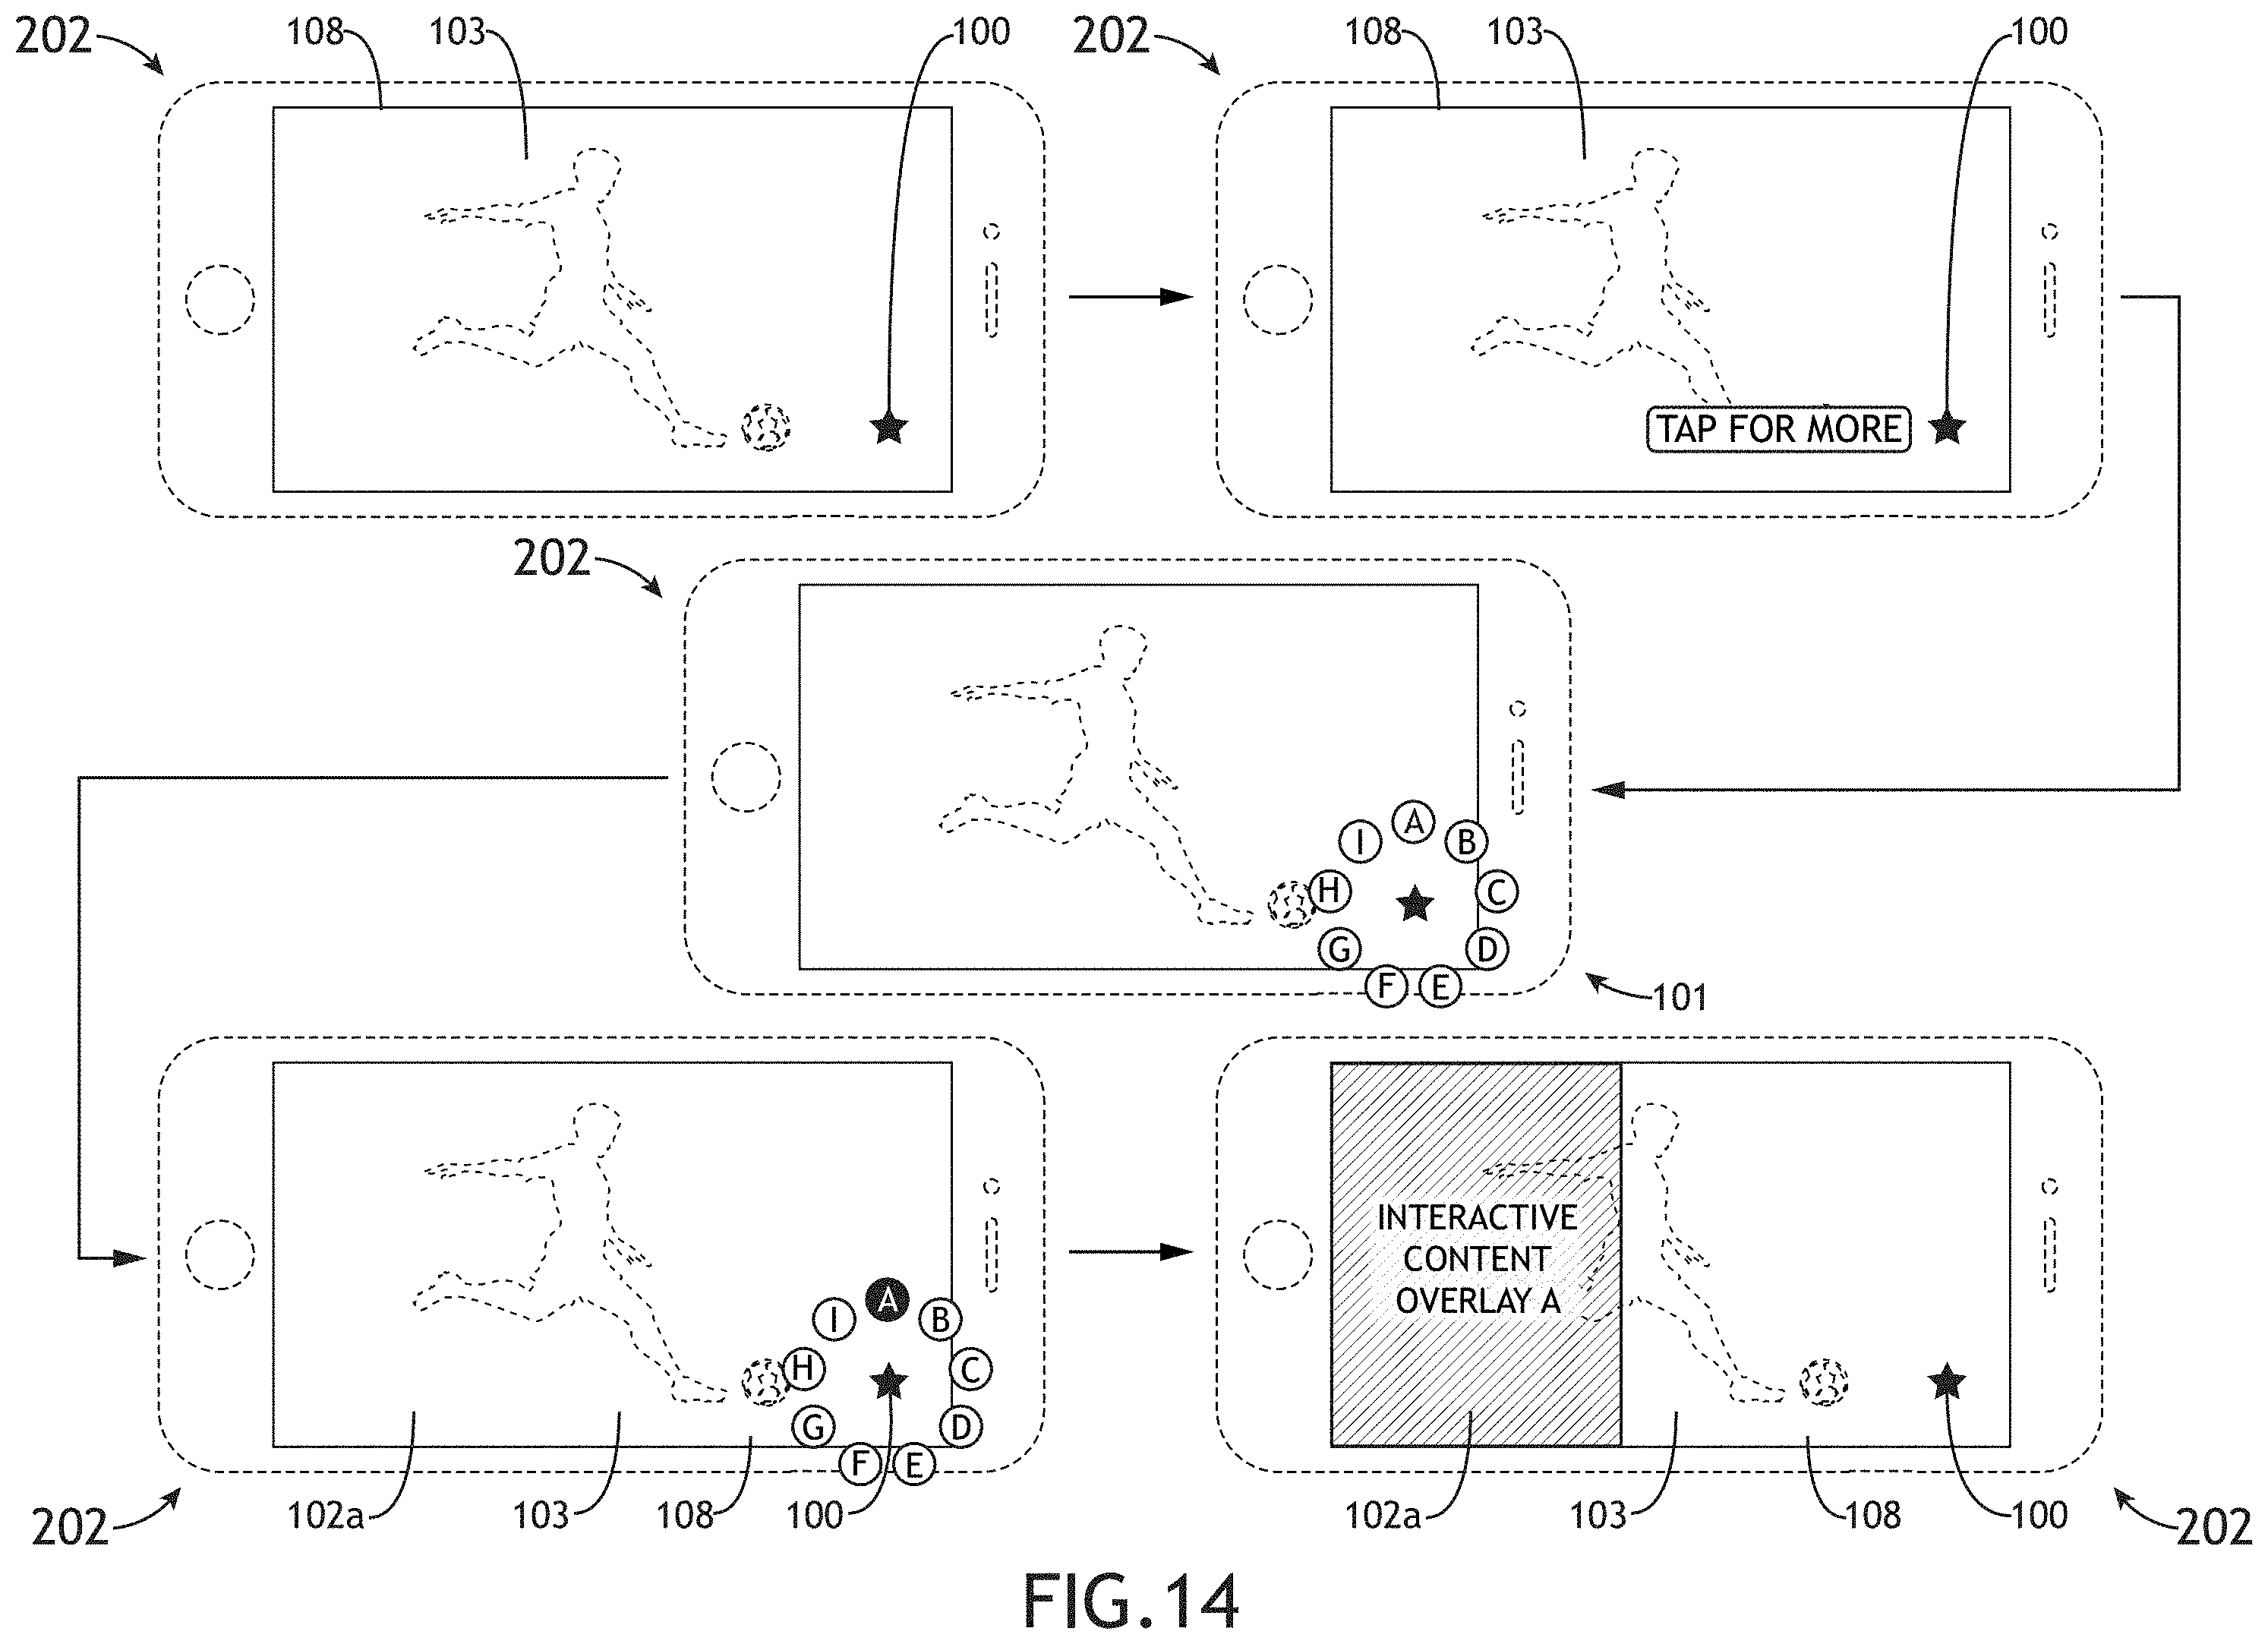 202 108 103 100 202 108 103 100
TAP FOR MORE
202
A
I B
H C
G D
F E
101
INTERACTIVE
CONTENT
OVERLAY A
A
I B
H C
G D
F E
202 102a 103 108 100 102a 103 108 100 202
FIG.14